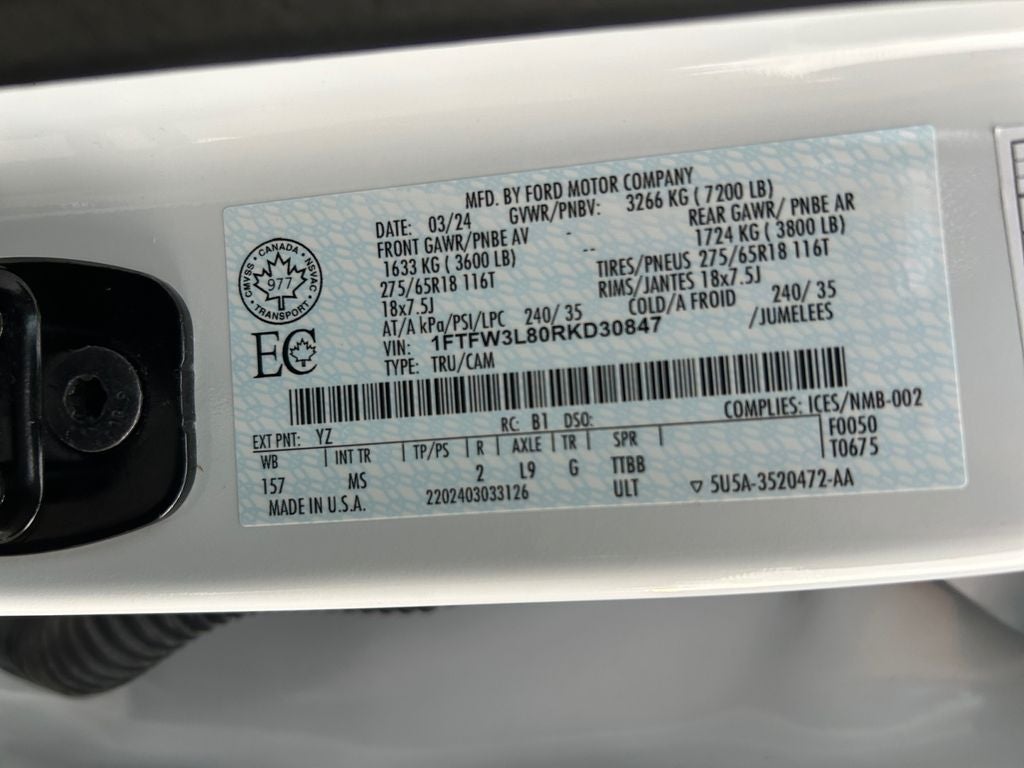 MFD. BY FORD MOTOR COMPANY
DATE: 03/24 GVWR/PNBV: 3266 KG ( 7200 LB)
FRONT GAWR/PNBE AV - REAR GAWR/ PNBE AR
1633 KG ( 3600 LB) -- 1724 KG ( 3800 LB)
275/65R18 116T TIRES/PNEUS 275/65R18 116T
18x7.5J RIMS/JANTES 18x7.5J
AT/A kPa/PSI/LPC 240/ 35 COLD/A FROID 240/ 35
VIN: 1FTFW3L80RKD30847 /JUMELEES
TYPE: TRU/CAM
CMVSS • CANADA • NSVAC
977
TRANSPORT
EC
COMPLIES: ICES/NMB-002
EXT PNT: YZ RC: B1 DSO: F0050
WB INT TR TP/PS R AXLE TR SPR T0675
157 MS 2 L9 G TTBB
MADE IN U.S.A. 2202403033126 ULT ▽ 5U5A-3520472-AA